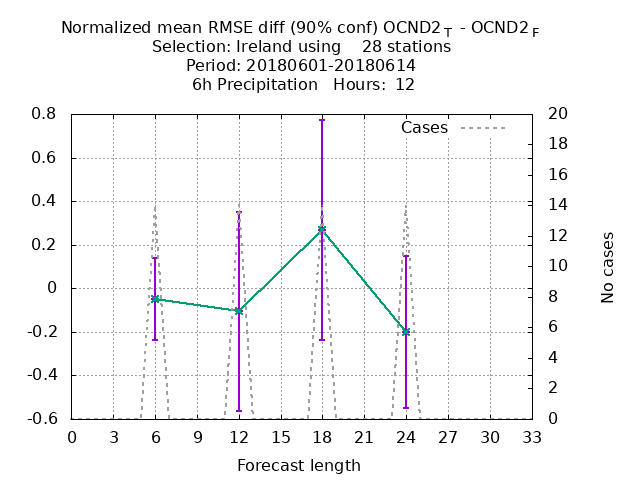 Normalized mean RMSE diff (90% conf) OCND2 T - OCND2 F
Selection: Ireland using 28 stations
Period: 20180601-20180614
6h Precipitation Hours: 12
Cases
0.8
0.6
0.4
0.2
0
-0.2
-0.4
-0.6
20
18
16
14
12
10
8
6
4
2
0
No cases
0 3 6 9 12 15 18 21 24 27 30 33
Forecast length